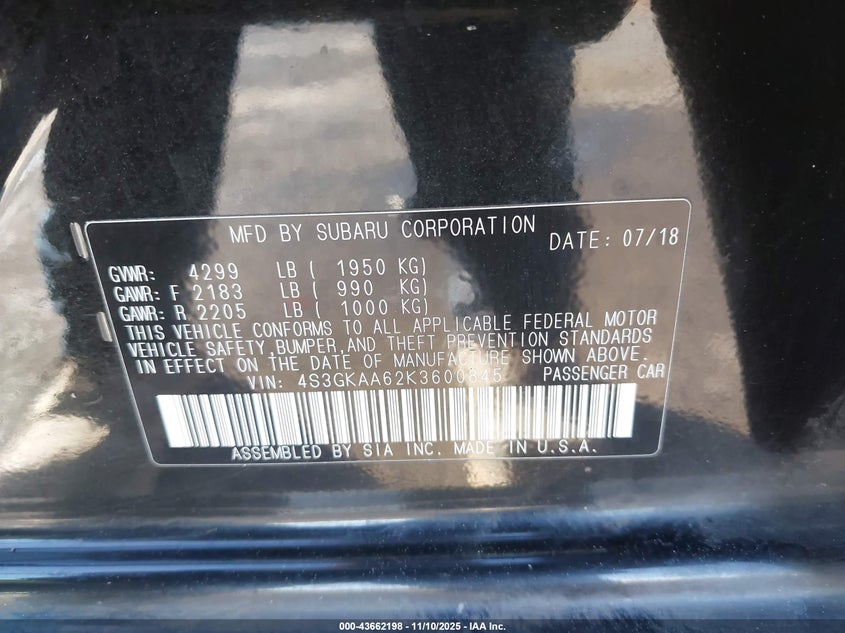 MFD BY SUBARU CORPORATION DATE: 07/18
GVWR: 4299 LB ( 1950 KG)
GAWR: F 2183 LB ( 990 KG)
GAWR: R 2205 LB ( 1000 KG)
THIS VEHICLE CONFORMS TO ALL APPLICABLE FEDERAL MOTOR
VEHICLE SAFETY, BUMPER, AND THEFT PREVENTION STANDARDS
IN EFFECT ON THE DATE OF MANUFACTURE SHOWN ABOVE.
VIN: 4S3GKAA62K3600845 PASSENGER CAR
ASSEMBLED BY SIA INC. MADE IN U.S.A.
000-43662198 - 11/10/2025 - IAA Inc.